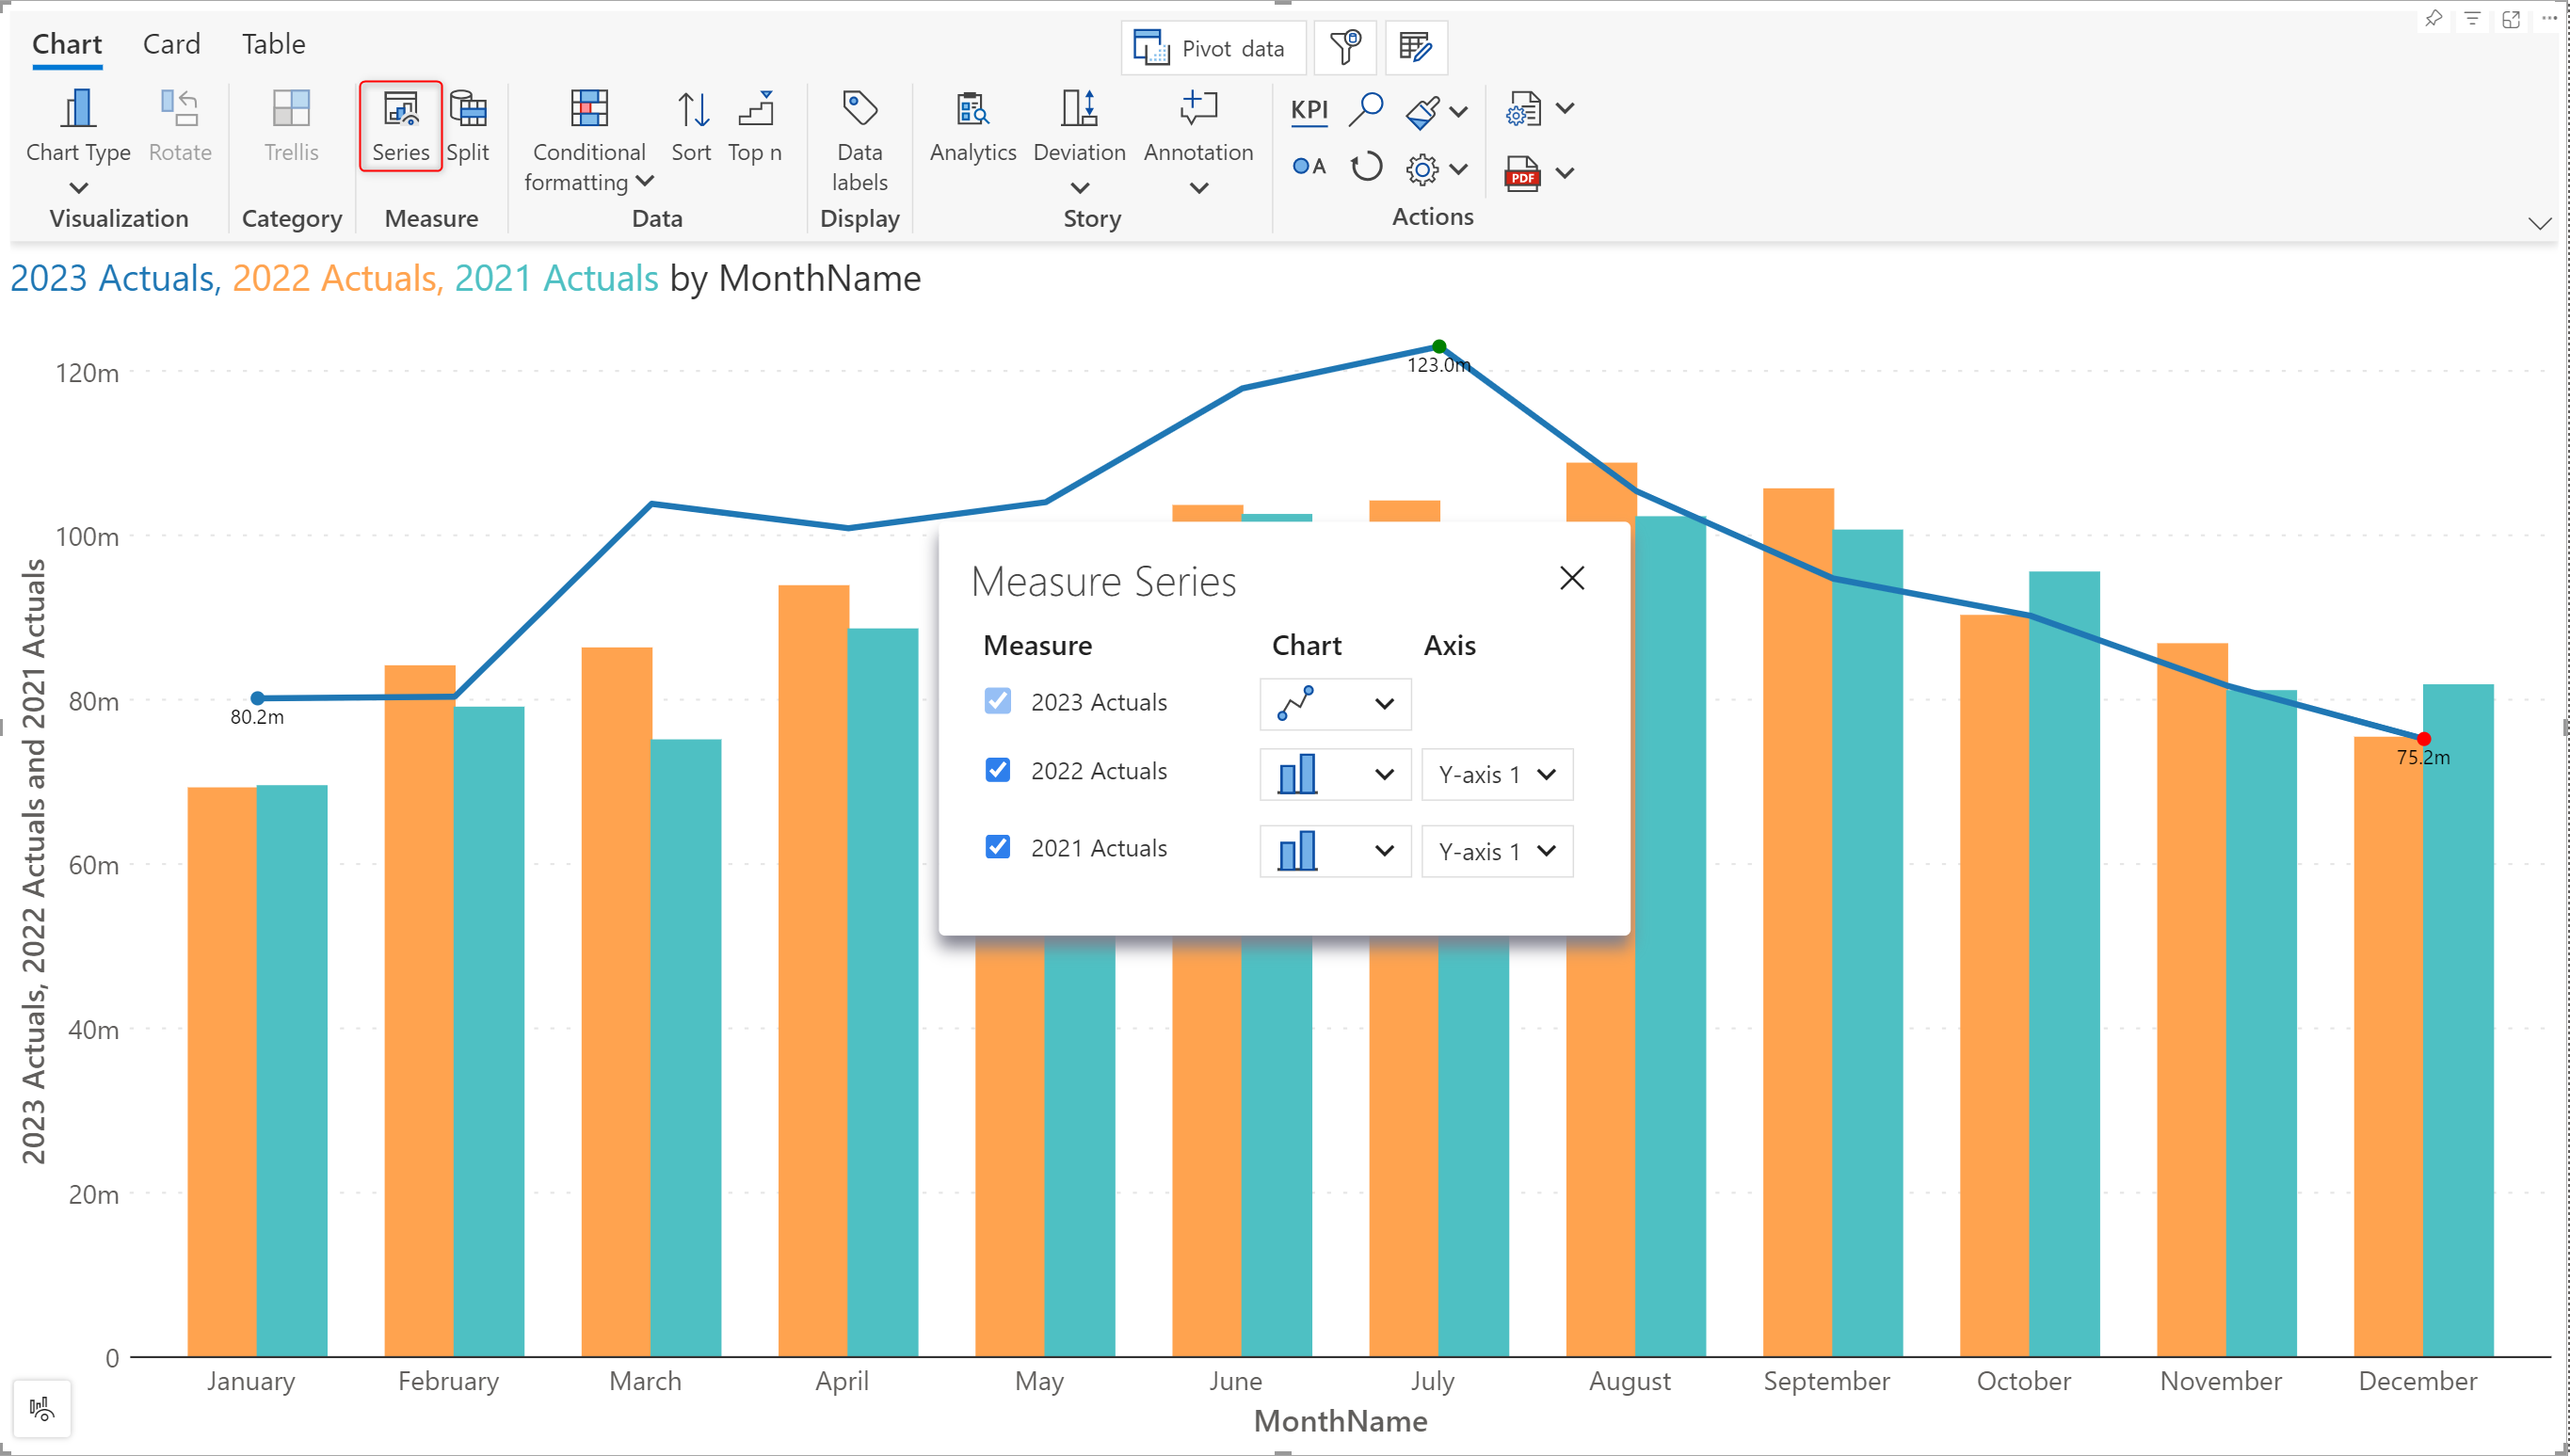 Chart Card Table
Pivot data
Chart Type Rotate Trellis Series Split Conditional formatting Sort Top n Data labels Analytics Deviation Annotation KPI
A
PDF
Visualization Category Measure Data Display Story Actions
2023 Actuals, 2022 Actuals, 2021 Actuals by MonthName
2023 Actuals, 2022 Actuals and 2021 Actuals
120m
100m
80m
60m
40m
20m
0
123.0m
80.2m
75.2m
Measure Series
Measure Chart Axis
2023 Actuals
2022 Actuals Y-axis 1
2021 Actuals Y-axis 1
January February March April May June July August September October November December
MonthName